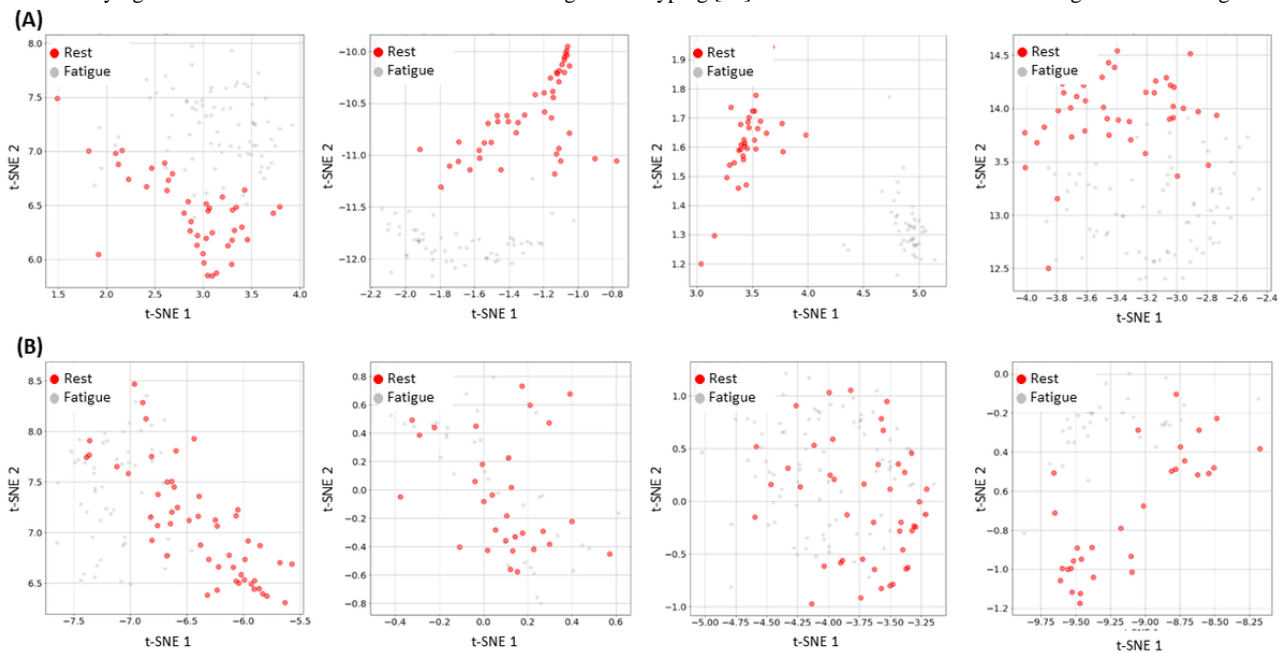 (A)
Rest
Fatigue
8.0
7.5
7.0
6.5
6.0
1.5 2.0 2.5 3.0 3.5 4.0
t-SNE 2
t-SNE 1
Rest
Fatigue
−10.0
−10.5
−11.0
−11.5
−12.0
−2.2 −2.0 −1.8 −1.6 −1.4 −1.2 −1.0 −0.8
t-SNE 2
t-SNE 1
Rest
Fatigue
1.9
1.8
1.7
1.6
1.5
1.4
1.3
1.2
3.0 3.5 4.0 4.5 5.0
t-SNE 2
t-SNE 1
Rest
Fatigue
14.5
14.0
13.5
13.0
12.5
−4.0 −3.8 −3.6 −3.4 −3.2 −3.0 −2.8 −2.6 −2.4
t-SNE 2
t-SNE 1
(B)
Rest
Fatigue
8.5
8.0
7.5
7.0
6.5
−7.5 −7.0 −6.5 −6.0 −5.5
t-SNE 2
t-SNE 1
Rest
Fatigue
0.8
0.6
0.4
0.2
0.0
−0.2
−0.4
−0.6
−0.8
−0.4 −0.2 0.0 0.2 0.4 0.6
t-SNE 2
t-SNE 1
Rest
Fatigue
1.0
0.5
0.0
−0.5
−1.0
−5.00 −4.75 −4.50 −4.25 −4.00 −3.75 −3.50 −3.25
t-SNE 2
t-SNE 1
Rest
Fatigue
0.0
−0.2
−0.4
−0.6
−0.8
−1.0
−1.2
−9.75 −9.50 −9.25 −9.00 −8.75 −8.50 −8.25
t-SNE 2
t-SNE 1